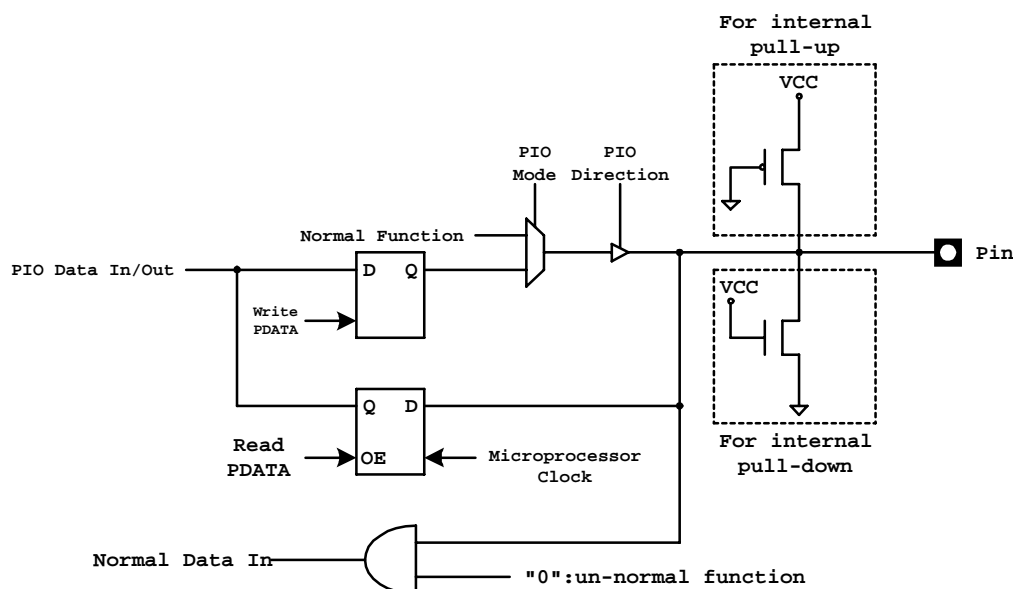 For internal
pull-up
VCC
PIO
Mode
PIO
Direction
Normal Function
PIO Data In/Out
D
Q
Pin
Write
PDATA
VCC
Q
D
Read
PDATA
OE
Microprocessor
Clock
For internal
pull-down
Normal Data In
"0":un-normal function